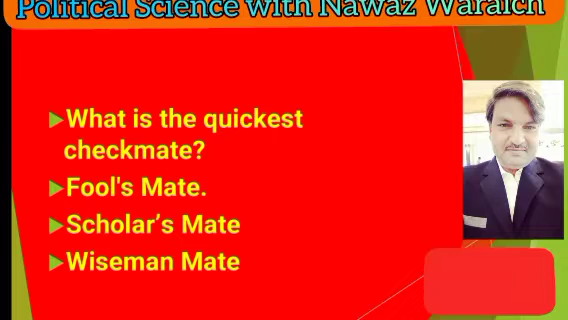 Political Science with Nawaz Waraich
What is the quickest
checkmate?
Fool's Mate.
Scholar’s Mate
Wiseman Mate